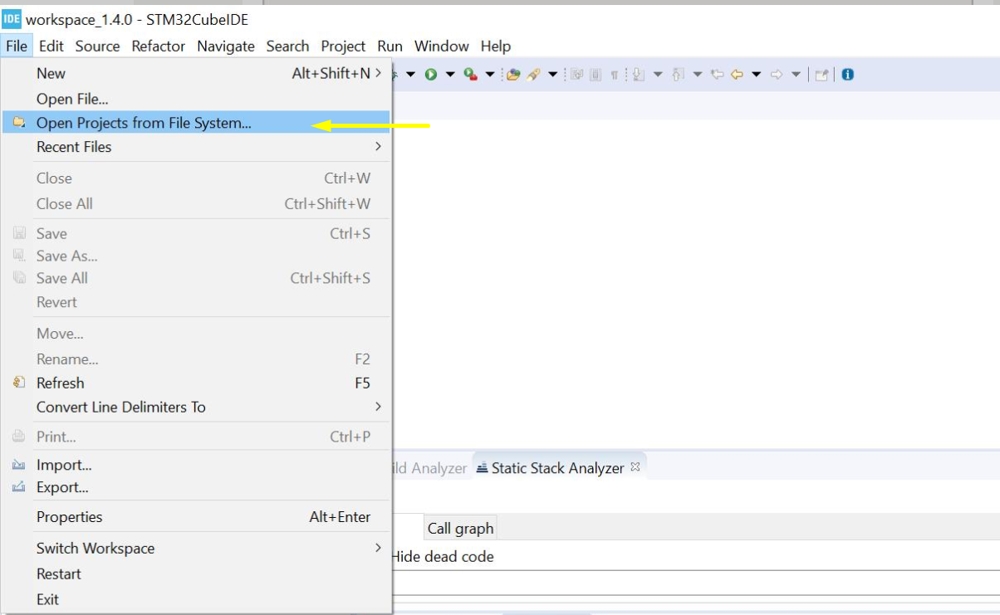 IDE workspace_1.4.0 - STM32CubeIDE
File Edit Source Refactor Navigate Search Project Run Window Help
New Alt+Shift+N >
Open File...
Open Projects from File System...
Recent Files >
Close Ctrl+W
Close All Ctrl+Shift+W
Save Ctrl+S
Save As...
Save All Ctrl+Shift+S
Revert
Move...
Rename... F2
Refresh F5
Convert Line Delimiters To >
Print... Ctrl+P
Import...
Export...
Properties Alt+Enter
Switch Workspace >
Restart
Exit
ild Analyzer Static Stack Analyzer
Call graph
Hide dead code